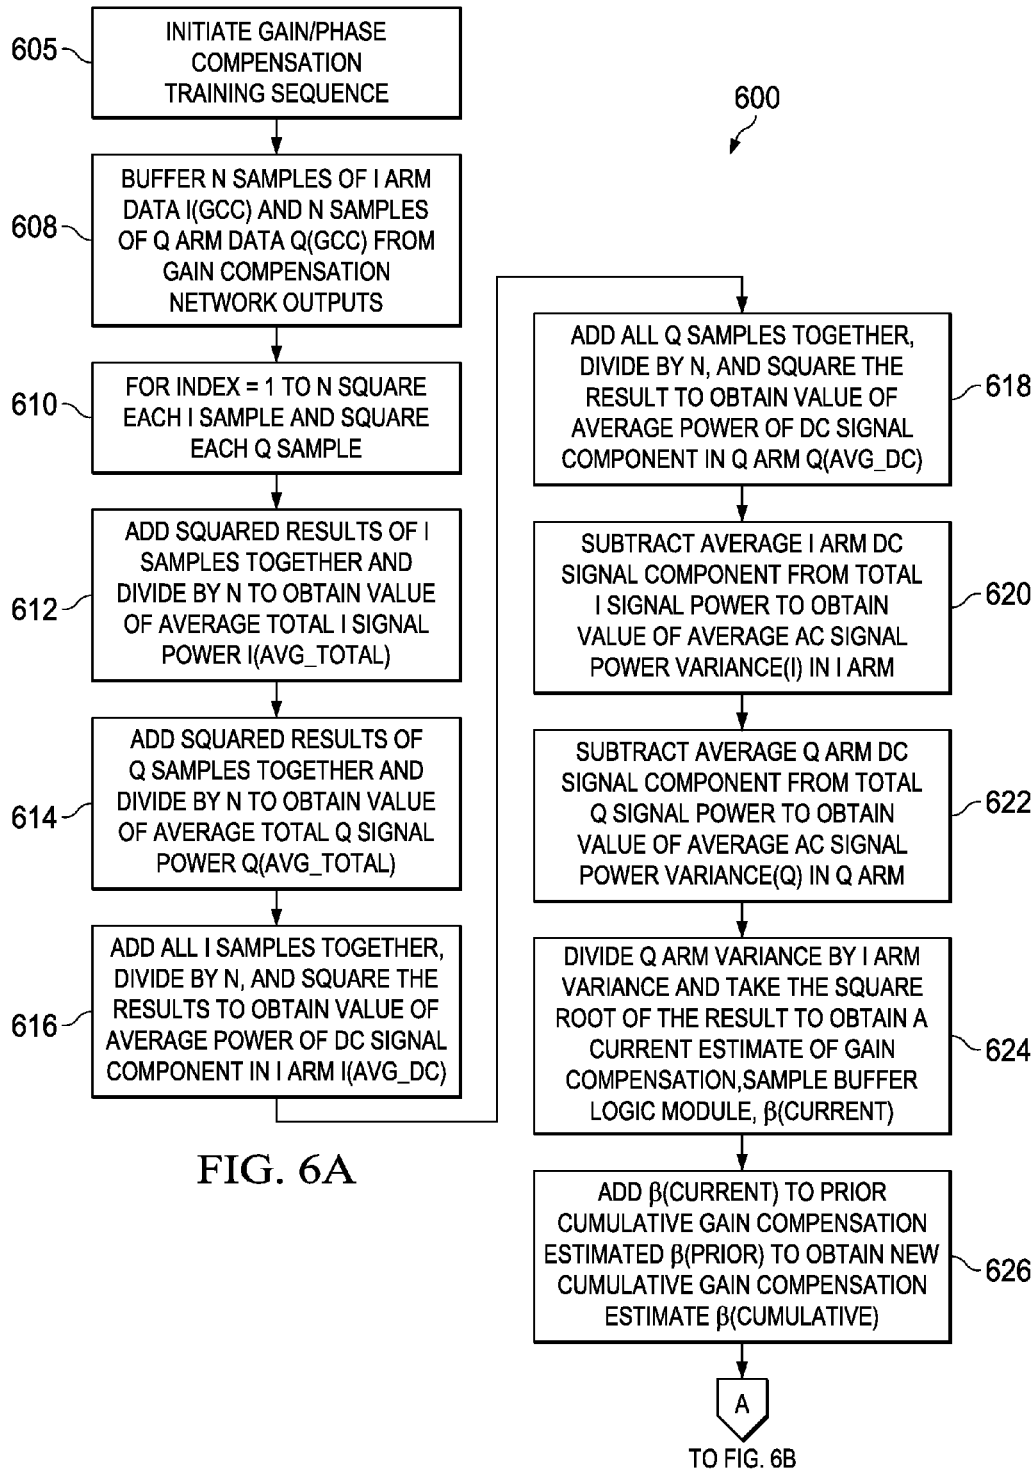 605
INITIATE GAIN/PHASE
COMPENSATION
TRAINING SEQUENCE
608
BUFFER N SAMPLES OF I ARM
DATA I(GCC) AND N SAMPLES
OF Q ARM DATA Q(GCC) FROM
GAIN COMPENSATION
NETWORK OUTPUTS
610
FOR INDEX = 1 TO N SQUARE
EACH I SAMPLE AND SQUARE
EACH Q SAMPLE
612
ADD SQUARED RESULTS OF I
SAMPLES TOGETHER AND
DIVIDE BY N TO OBTAIN VALUE
OF AVERAGE TOTAL I SIGNAL
POWER I(AVG_TOTAL)
614
ADD SQUARED RESULTS OF
Q SAMPLES TOGETHER AND
DIVIDE BY N TO OBTAIN VALUE
OF AVERAGE TOTAL Q SIGNAL
POWER Q(AVG_TOTAL)
616
ADD ALL I SAMPLES TOGETHER,
DIVIDE BY N, AND SQUARE THE
RESULTS TO OBTAIN VALUE OF
AVERAGE POWER OF DC SIGNAL
COMPONENT IN I ARM I(AVG_DC)
FIG. 6A
600
ADD ALL Q SAMPLES TOGETHER,
DIVIDE BY N, AND SQUARE THE
RESULT TO OBTAIN VALUE OF
AVERAGE POWER OF DC SIGNAL
COMPONENT IN Q ARM Q(AVG_DC)
618
SUBTRACT AVERAGE I ARM DC
SIGNAL COMPONENT FROM TOTAL
I SIGNAL POWER TO OBTAIN
VALUE OF AVERAGE AC SIGNAL
POWER VARIANCE(I) IN I ARM
620
SUBTRACT AVERAGE Q ARM DC
SIGNAL COMPONENT FROM TOTAL
Q SIGNAL POWER TO OBTAIN
VALUE OF AVERAGE AC SIGNAL
POWER VARIANCE(Q) IN Q ARM
622
DIVIDE Q ARM VARIANCE BY I ARM
VARIANCE AND TAKE THE SQUARE
ROOT OF THE RESULT TO OBTAIN A
CURRENT ESTIMATE OF GAIN
COMPENSATION,SAMPLE BUFFER
LOGIC MODULE, β(CURRENT)
624
ADD β(CURRENT) TO PRIOR
CUMULATIVE GAIN COMPENSATION
ESTIMATED β(PRIOR) TO OBTAIN NEW
CUMULATIVE GAIN COMPENSATION
ESTIMATE β(CUMULATIVE)
626
A
TO FIG. 6B